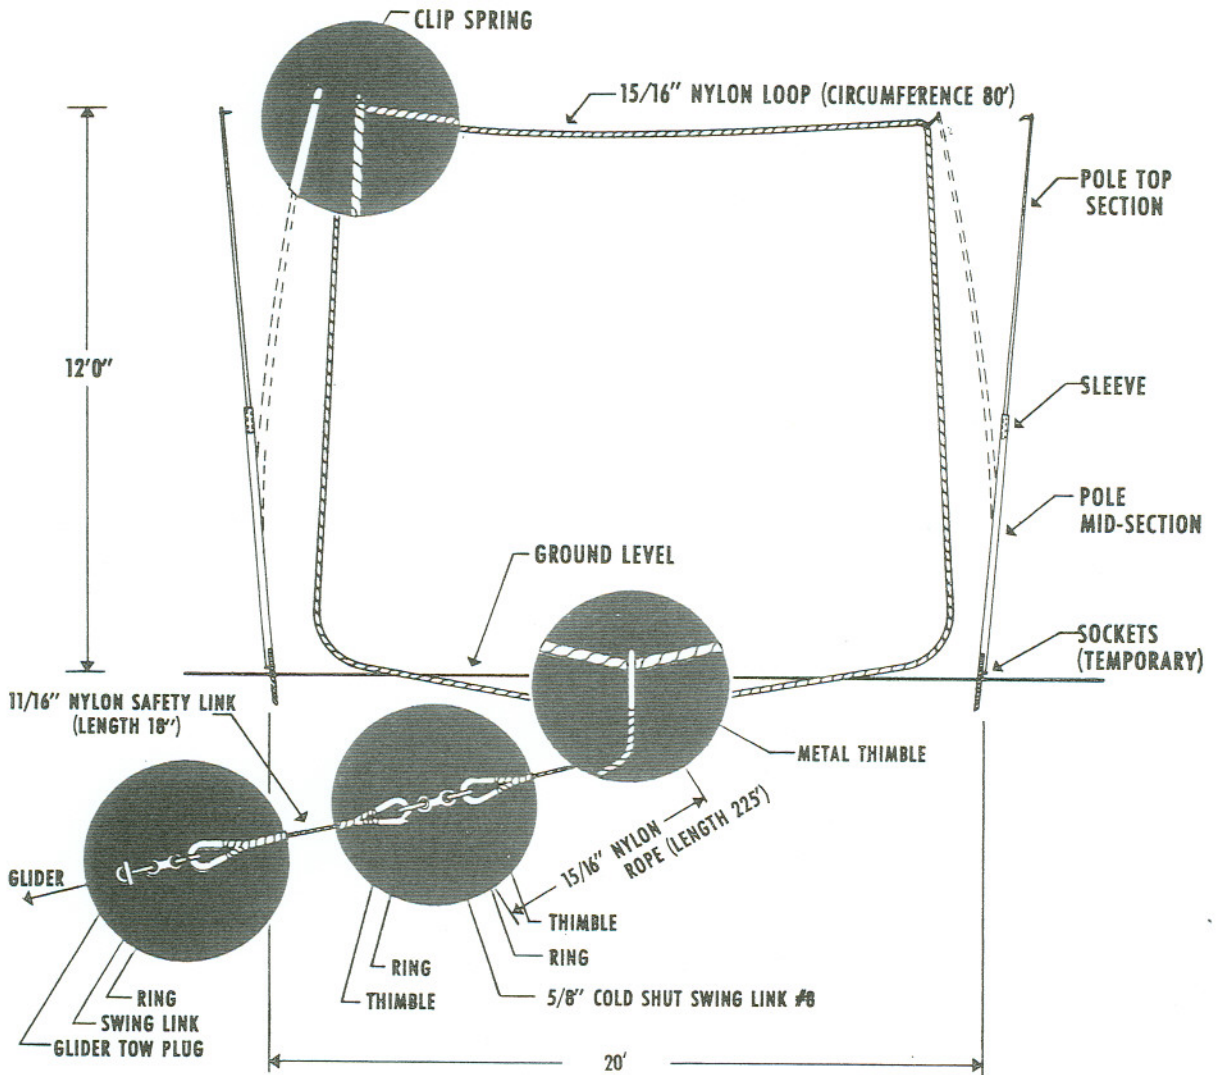 CLIP SPRING
15/16" NYLON LOOP (CIRCUMFERENCE 80')
POLE TOP
SECTION
12'0"
SLEEVE
POLE
MID-SECTION
GROUND LEVEL
SOCKETS
(TEMPORARY)
11/16" NYLON SAFETY LINK
(LENGTH 18")
METAL THIMBLE
15/16" NYLON
ROPE (LENGTH 225')
GLIDER
THIMBLE
RING
RING
THIMBLE
5/8" COLD SHUT SWING LINK #8
RING
SWING LINK
GLIDER TOW PLUG
20'